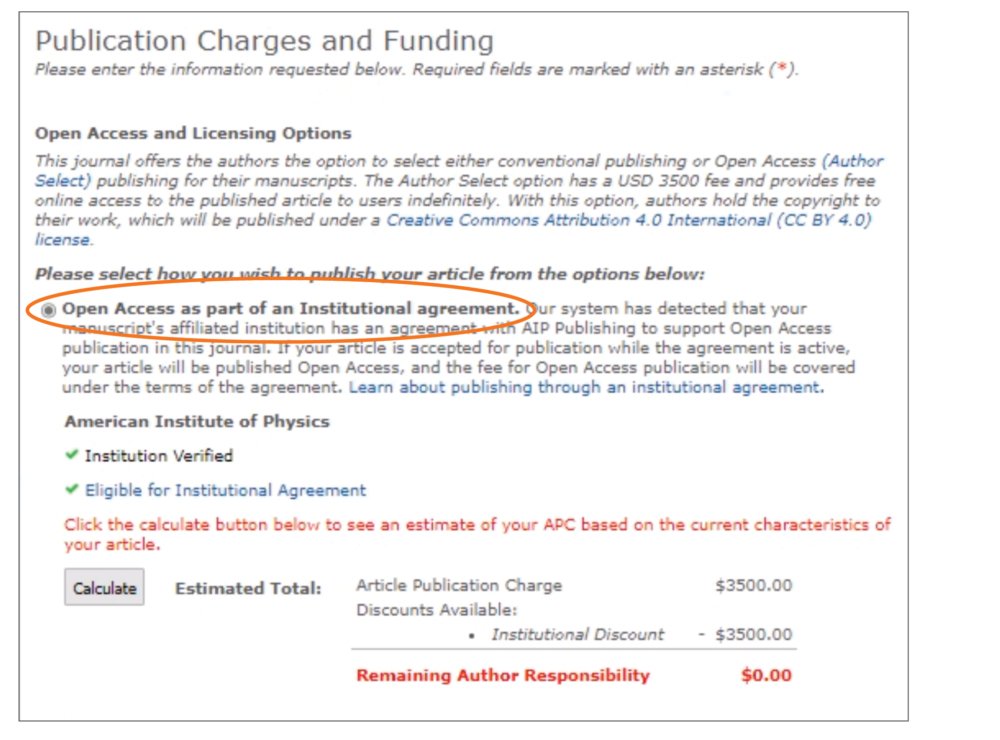 Publication Charges and Funding
Please enter the information requested below. Required fields are marked with an asterisk (*).
Open Access and Licensing Options
This journal offers the authors the option to select either conventional publishing or Open Access (Author
Select) publishing for their manuscripts. The Author Select option has a USD 3500 fee and provides free
online access to the published article to users indefinitely. With this option, authors hold the copyright to
their work, which will be published under a Creative Commons Attribution 4.0 International (CC BY 4.0)
license.
Please select how you wish to publish your article from the options below:
Open Access as part of an Institutional agreement. Our system has detected that your
manuscript's affiliated institution has an agreement with AIP Publishing to support Open Access
publication in this journal. If your article is accepted for publication while the agreement is active,
your article will be published Open Access, and the fee for Open Access publication will be covered
under the terms of the agreement. Learn about publishing through an institutional agreement.
American Institute of Physics
✔ Institution Verified
✔ Eligible for Institutional Agreement
Click the calculate button below to see an estimate of your APC based on the current characteristics of
your article.
Calculate Estimated Total: Article Publication Charge $3500.00
Discounts Available:
• Institutional Discount - $3500.00
Remaining Author Responsibility $0.00